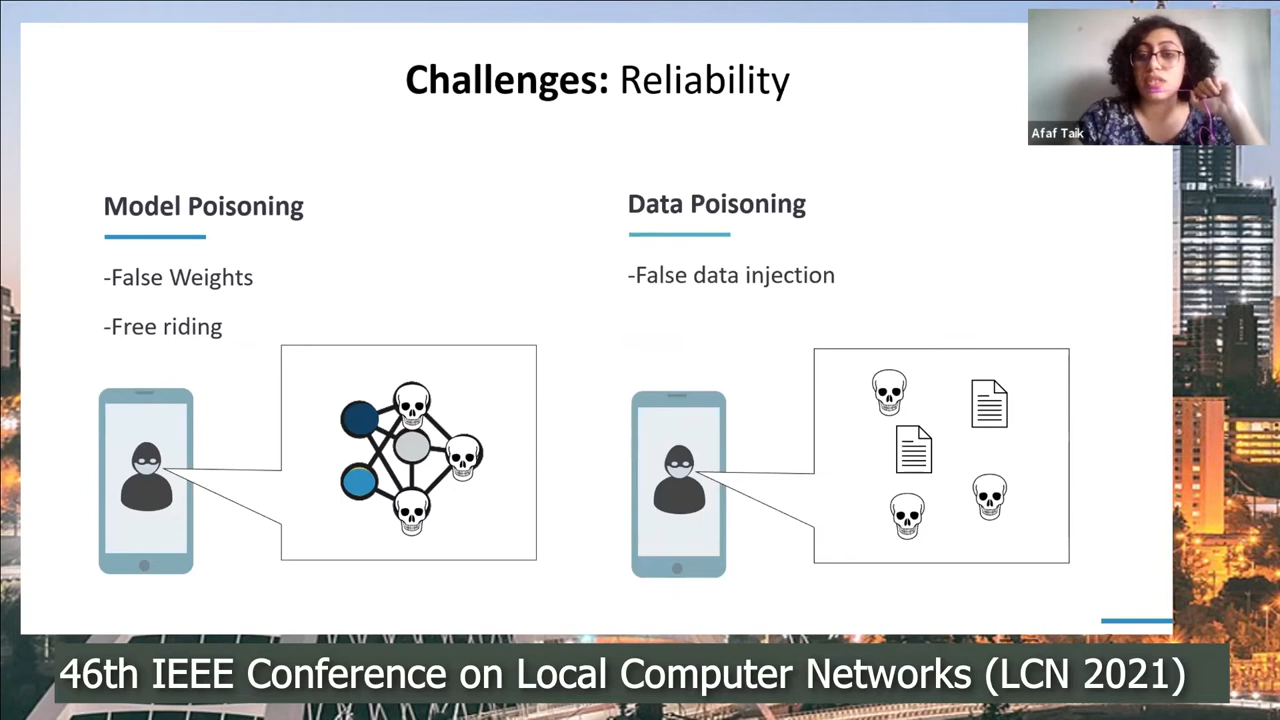 Challenges: Reliability
Afaf Taik
Model Poisoning
-False Weights
-Free riding
Data Poisoning
-False data injection
46th IEEE Conference on Local Computer Networks (LCN 2021)